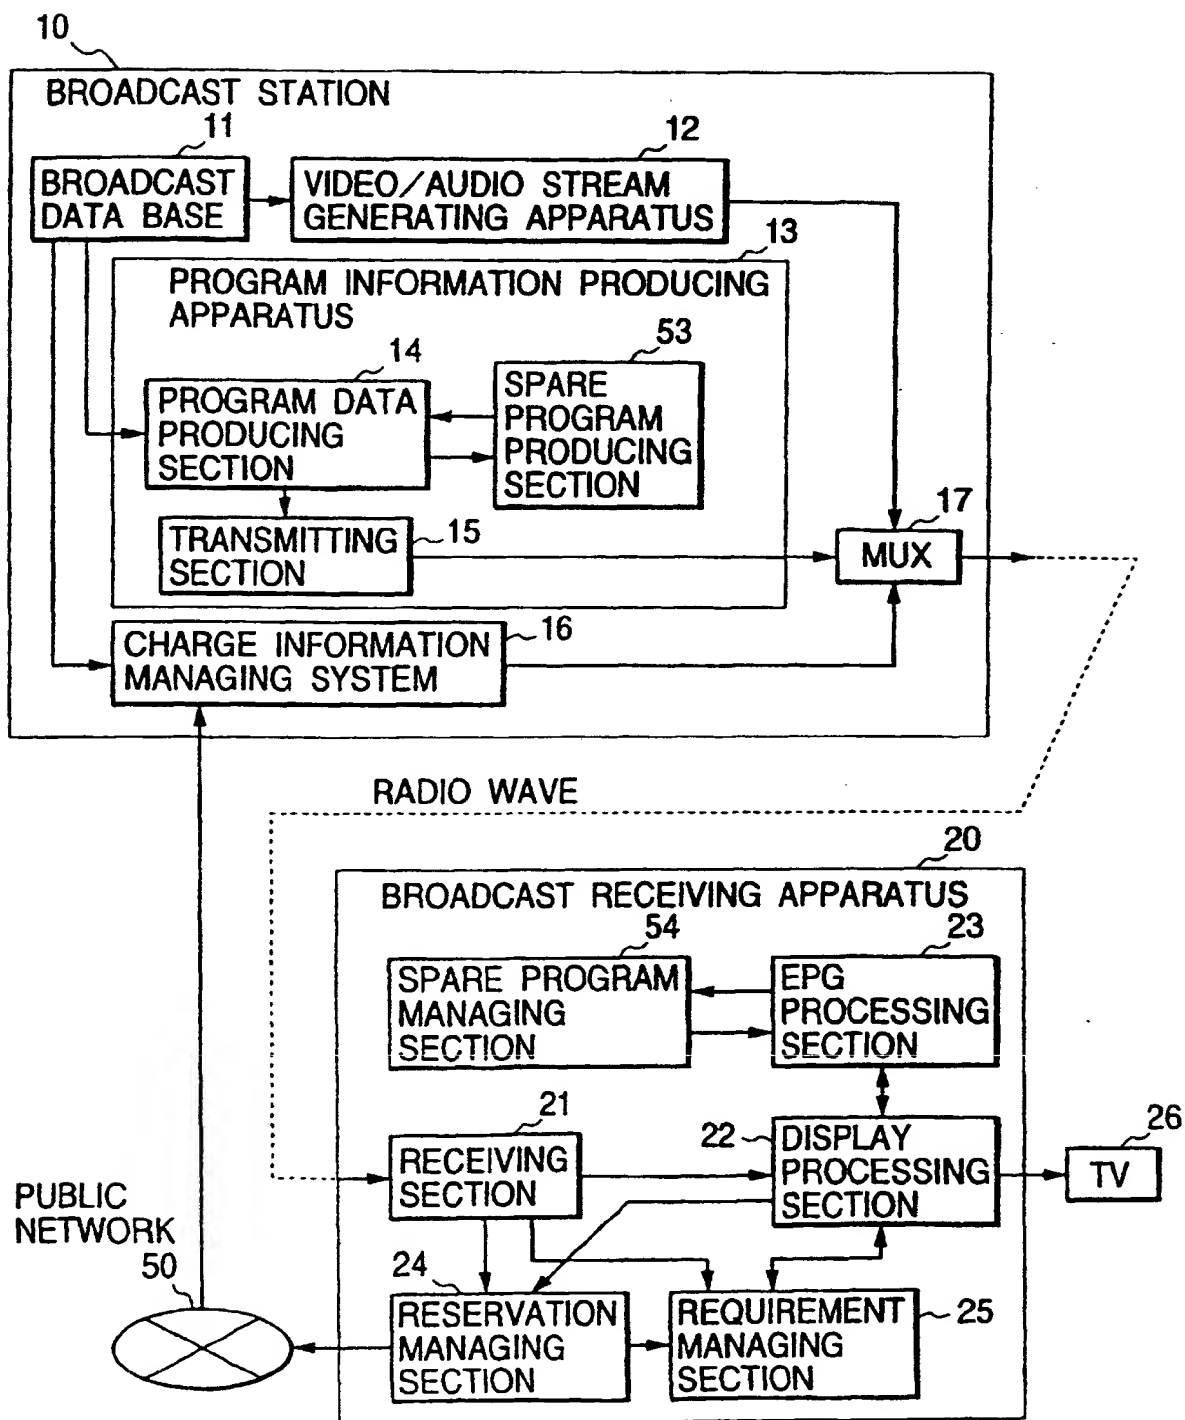 10
BROADCAST STATION
11
12
BROADCAST
DATA BASE
VIDEO/AUDIO STREAM
GENERATING APPARATUS
13
PROGRAM INFORMATION PRODUCING
APPARATUS
14
53
PROGRAM DATA
PRODUCING
SECTION
SPARE
PROGRAM
PRODUCING
SECTION
15
TRANSMITTING
SECTION
17
MUX
16
CHARGE INFORMATION
MANAGING SYSTEM
RADIO WAVE
20
BROADCAST RECEIVING APPARATUS
54
23
SPARE PROGRAM
MANAGING
SECTION
EPG
PROCESSING
SECTION
21
22
26
RECEIVING
SECTION
DISPLAY
PROCESSING
SECTION
TV
PUBLIC
NETWORK
50
24
25
RESERVATION
MANAGING
SECTION
REQUIREMENT
MANAGING
SECTION